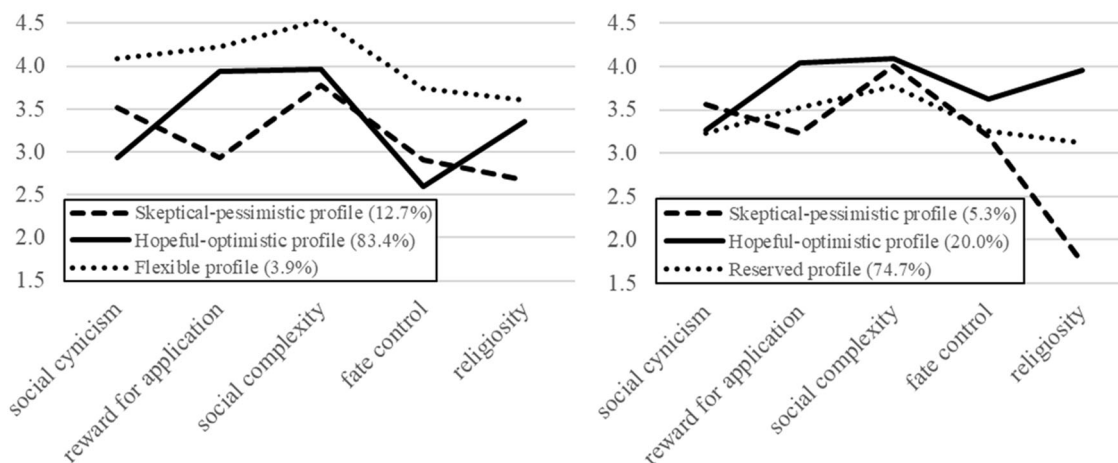 4.5
4.0
3.5
3.0
2.5
2.0
1.5
Skeptical-pessimistic profile (12.7%)
Hopeful-optimistic profile (83.4%)
Flexible profile (3.9%)
social cynicism
reward for application
social complexity
fate control
religiosity
4.5
4.0
3.5
3.0
2.5
2.0
1.5
Skeptical-pessimistic profile (5.3%)
Hopeful-optimistic profile (20.0%)
Reserved profile (74.7%)
social cynicism
reward for application
social complexity
fate control
religiosity